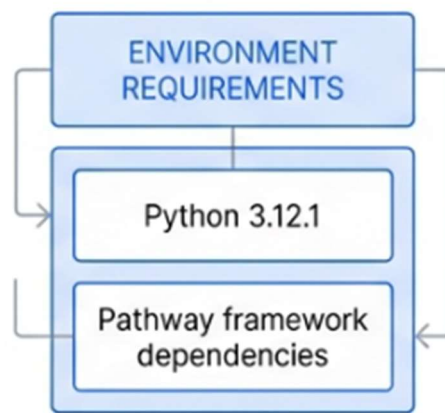 ENVIRONMENT
REQUIREMENTS
Python 3.12.1
Pathway framework
dependencies